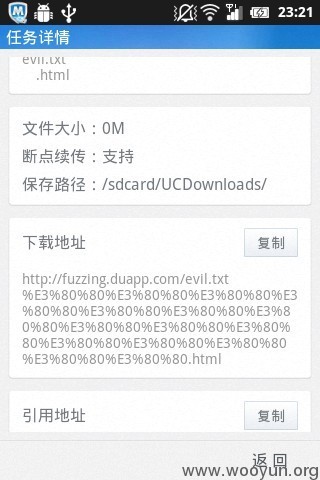 23:21
任务详情
evil.txt
.html
文件大小：0M
断点续传：支持
保存路径：/sdcard/UCDownloads/
下载地址
复制
http://fuzzing.duapp.com/evil.txt
%E3%80%80%E3%80%80%E3%80%80%E3
%80%80%E3%80%80%E3%80%80%E3%8
0%80%E3%80%80%E3%80%80%E3%80%
80%E3%80%80%E3%80%80%E3%80%80
%E3%80%80%E3%80%80.html
引用地址
复制
返回
www.wooyun.org